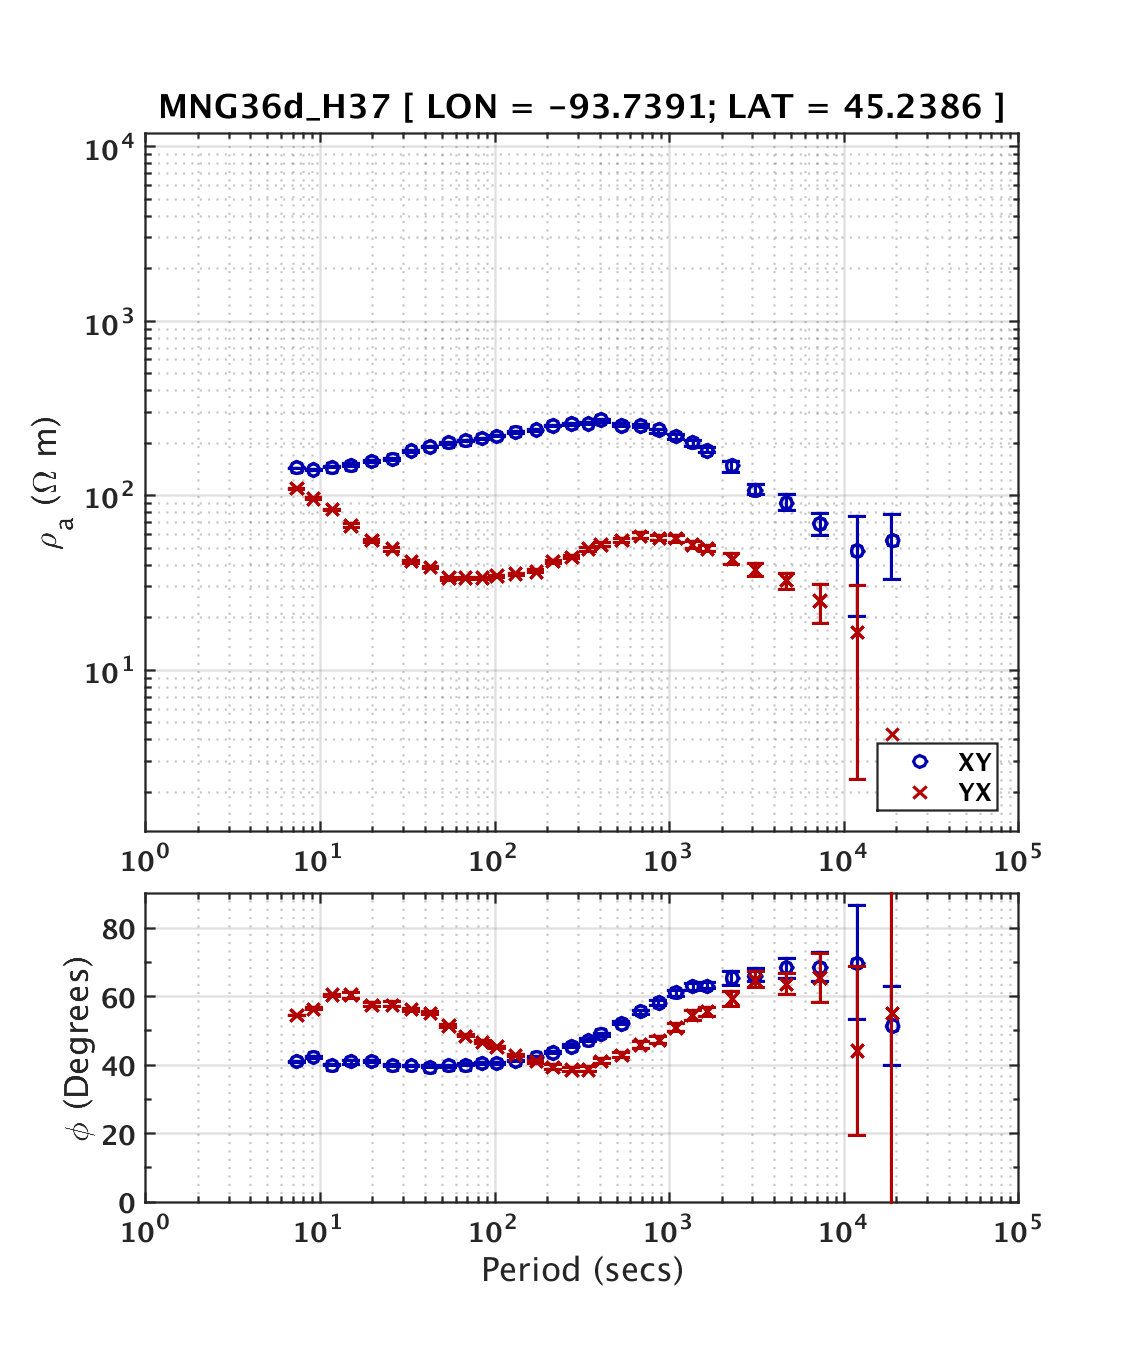 MNG36d_H37 [ LON = −93.7391; LAT = 45.2386 ]
10⁴
10³
10²
10¹
ρₐ (Ω m)
XY
YX
10⁰ 10¹ 10² 10³ 10⁴ 10⁵
80
60
40
20
0
ϕ (Degrees)
10⁰ 10¹ 10² 10³ 10⁴ 10⁵
Period (secs)